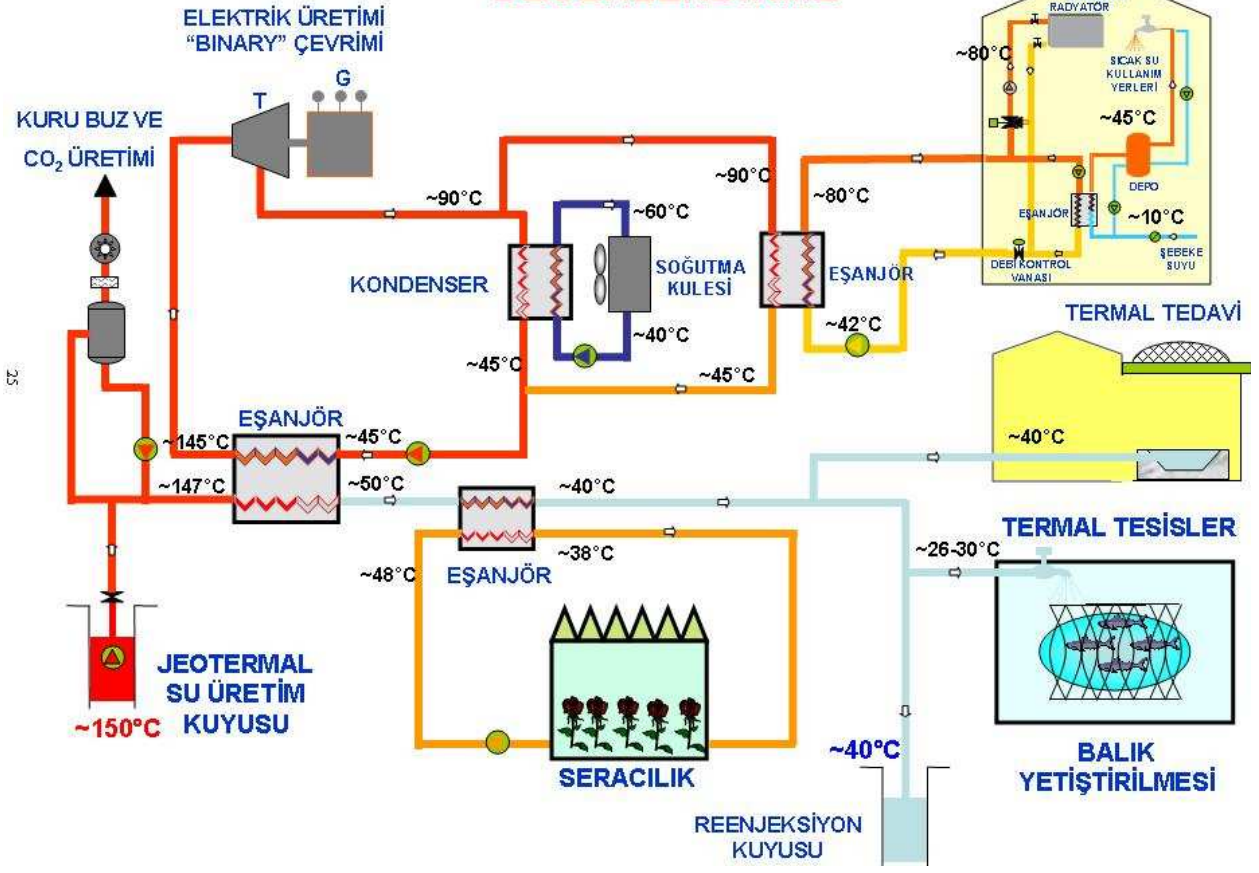 ELEKTRİK ÜRETİMİ
“BINARY” ÇEVRİMİ
T
G
KURU BUZ VE
CO₂ ÜRETİMİ
RADYATÖR
~80°C
SICAK SU
KULLANIM
YERLERİ
~45°C
DEPO
EŞANJÖR
~10°C
ŞEBEKE
SUYU
DEBİ KONTROL
VANASI
~90°C
~60°C
~90°C
~80°C
KONDENSER
SOĞUTMA
KULESİ
EŞANJÖR
~40°C
~42°C
~45°C
~45°C
25
EŞANJÖR
~145°C
~45°C
~147°C
~50°C
~40°C
TERMAL TEDAVİ
~40°C
TERMAL TESİSLER
~48°C
EŞANJÖR
~38°C
~26-30°C
JEOTERMAL
SU ÜRETİM
KUYUSU
~150°C
SERACILIK
~40°C
REENJEKSİYON
KUYUSU
BALIK
YETİŞTİRİLMESİ